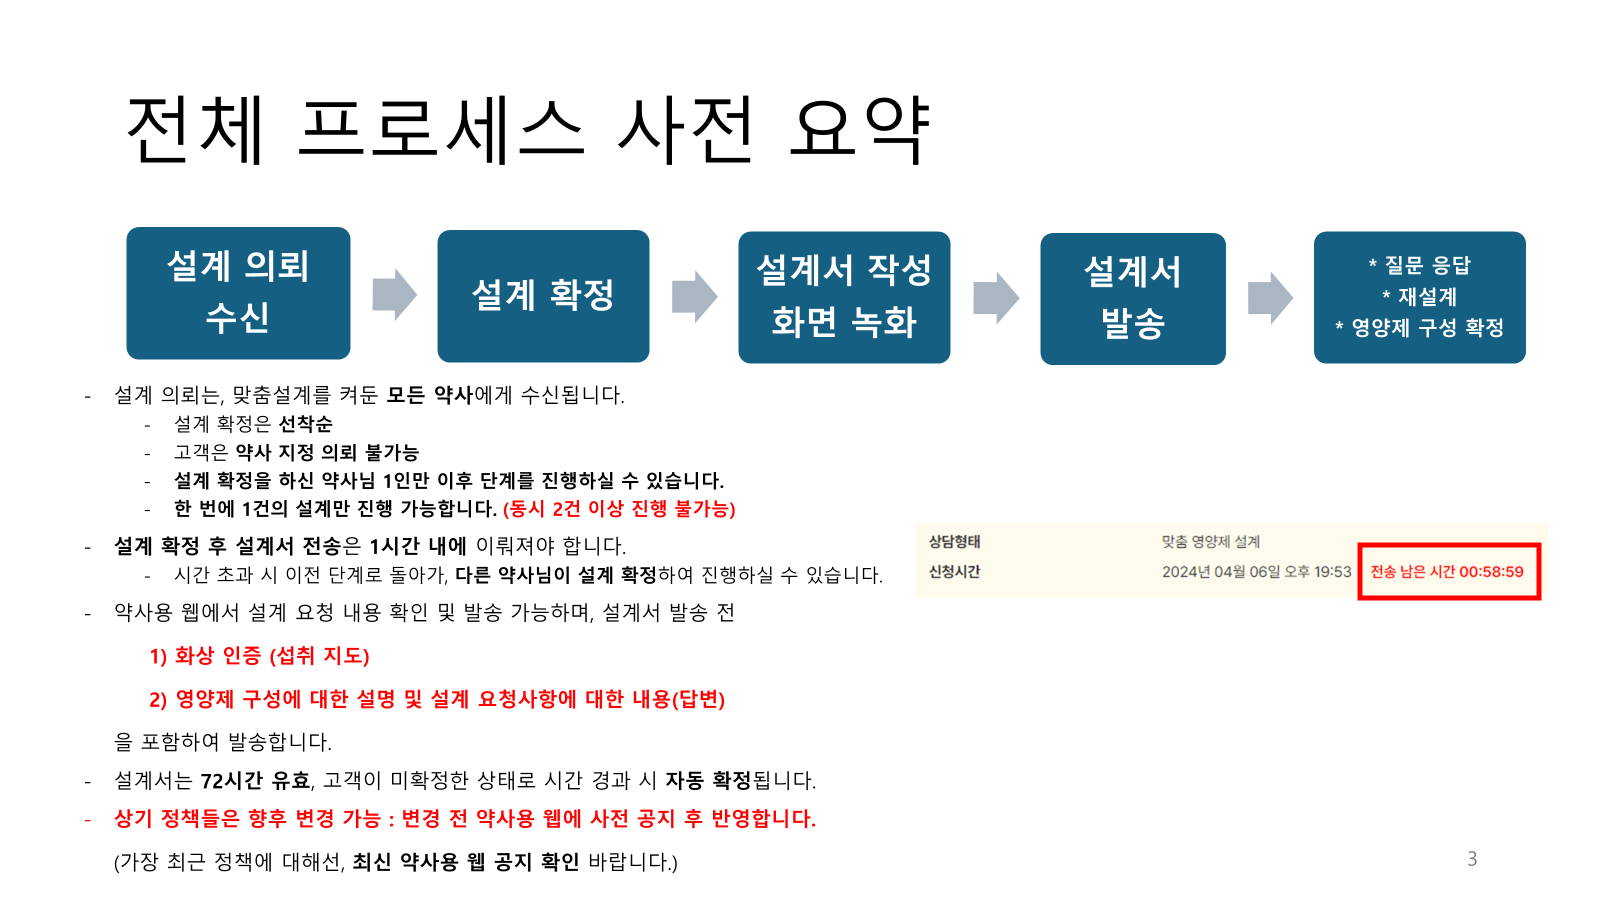 전체 프로세스 사전 요약
설계 의뢰
수신
설계 확정
설계서 작성
화면 녹화
설계서
발송
* 질문 응답
* 재설계
* 영양제 구성 확정
- 설계 의뢰는, 맞춤설계를 켜둔 모든 약사에게 수신됩니다.
- 설계 확정은 선착순
- 고객은 약사 지정 의뢰 불가능
- 설계 확정을 하신 약사님 1인만 이후 단계를 진행하실 수 있습니다.
- 한 번에 1건의 설계만 진행 가능합니다. (동시 2건 이상 진행 불가능)
- 설계 확정 후 설계서 전송은 1시간 내에 이뤄져야 합니다.
- 시간 초과 시 이전 단계로 돌아가, 다른 약사님이 설계 확정하여 진행하실 수 있습니다.
- 약사용 웹에서 설계 요청 내용 확인 및 발송 가능하며, 설계서 발송 전
1) 화상 인증 (섭취 지도)
2) 영양제 구성에 대한 설명 및 설계 요청사항에 대한 내용(답변)
을 포함하여 발송합니다.
- 설계서는 72시간 유효, 고객이 미확정한 상태로 시간 경과 시 자동 확정됩니다.
- 상기 정책들은 향후 변경 가능 : 변경 전 약사용 웹에 사전 공지 후 반영합니다.
(가장 최근 정책에 대해선, 최신 약사용 웹 공지 확인 바랍니다.)
상담형태 맞춤 영양제 설계
신청시간 2024년 04월 06일 오후 19:53 전송 남은 시간 00:58:59
3